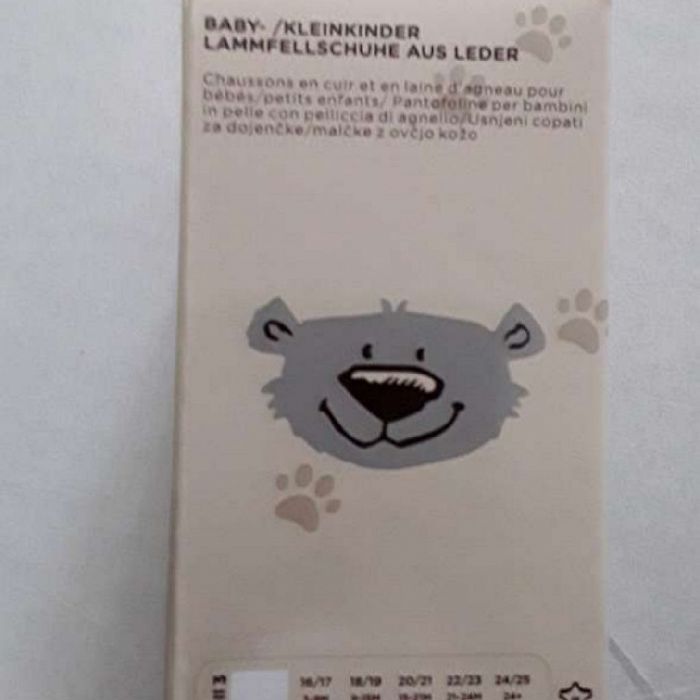 BABY- /KLEINKINDER
LAMMFELLSCHUHE AUS LEDER
Chaussons en cuir et en laine d'agneau pour
bébés/petits enfants/ Pantofoline per bambini
in pelle con pelliccia di agnello/Usnjeni copati
za dojenčke/malčke z ovčjo kožo
16/17 18/19 20/21 22/23 24/25
24+